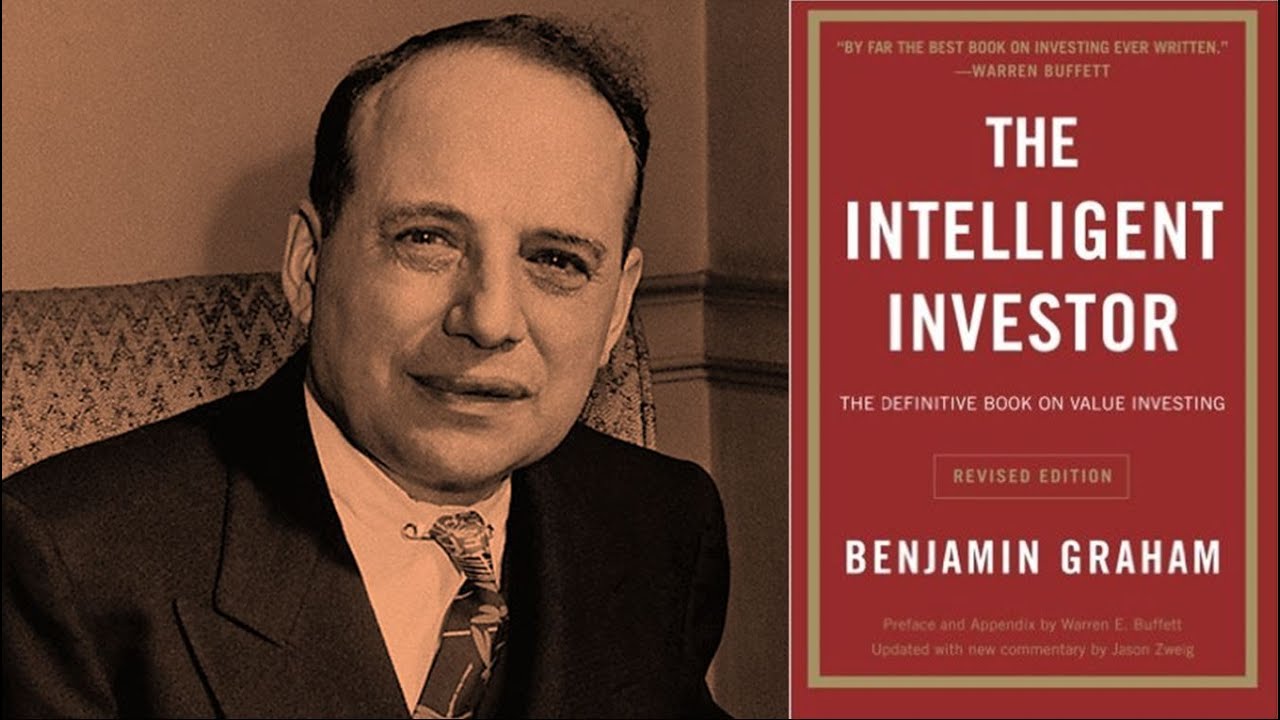 “BY FAR THE BEST BOOK ON INVESTING EVER WRITTEN.”
—WARREN BUFFETT
THE
INTELLIGENT
INVESTOR
THE DEFINITIVE BOOK ON VALUE INVESTING
REVISED EDITION
BENJAMIN GRAHAM
Preface and Appendix by Warren E. Buffett
Updated with new commentary by Jason Zweig